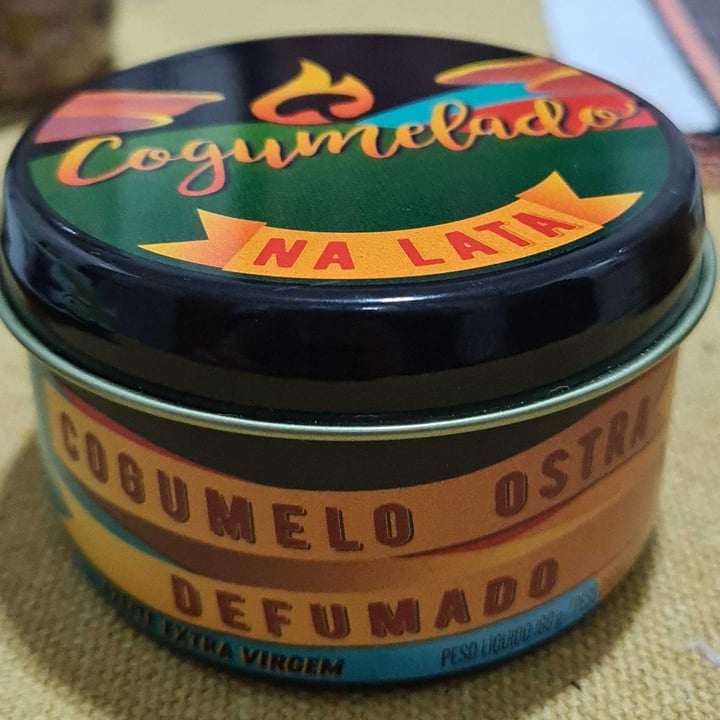 Cogumelado
NA LATA
COGUMELO OSTRA
DEFUMADO
EXTRA VIRGEM
PESO LÍQUIDO